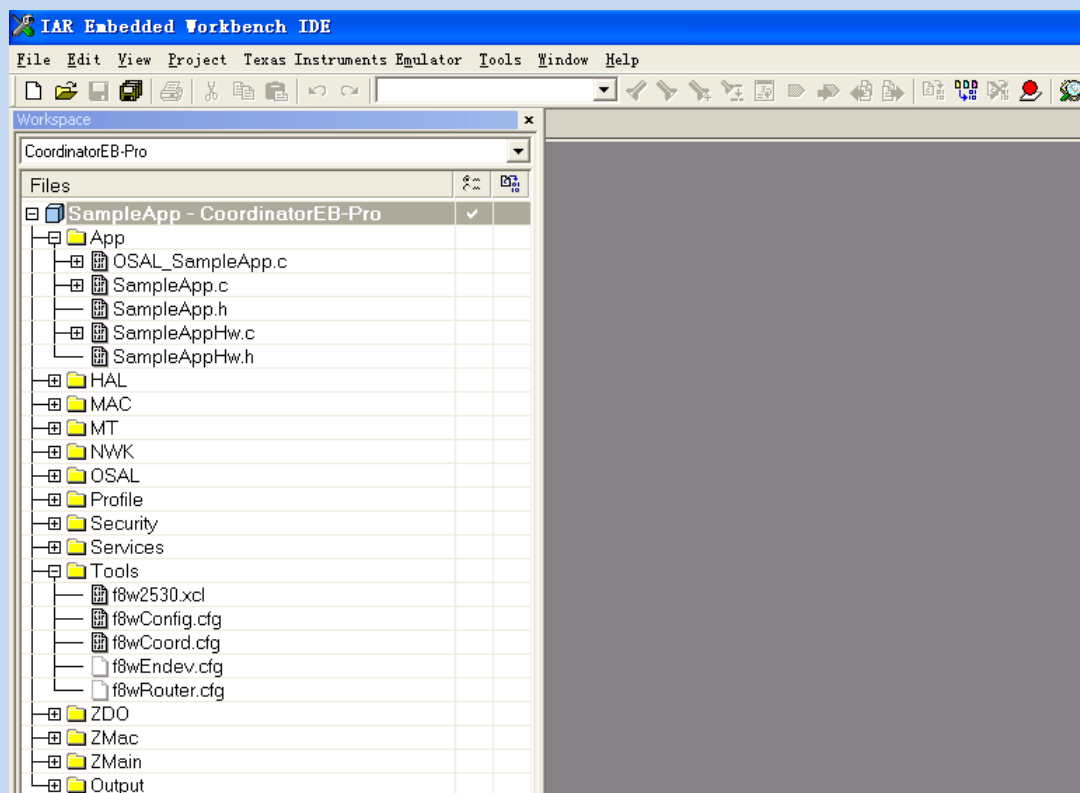 IAR Embedded Workbench IDE
File Edit View Project Texas Instruments Emulator Tools Window Help
Workspace
CoordinatorEB-Pro
Files
SampleApp - CoordinatorEB-Pro
App
OSAL_SampleApp.c
SampleApp.c
SampleApp.h
SampleAppHw.c
SampleAppHw.h
HAL
MAC
MT
NWK
OSAL
Profile
Security
Services
Tools
f8w2530.xcl
f8wConfig.cfg
f8wCoord.cfg
f8wEndev.cfg
f8wRouter.cfg
ZDO
ZMac
ZMain
Output